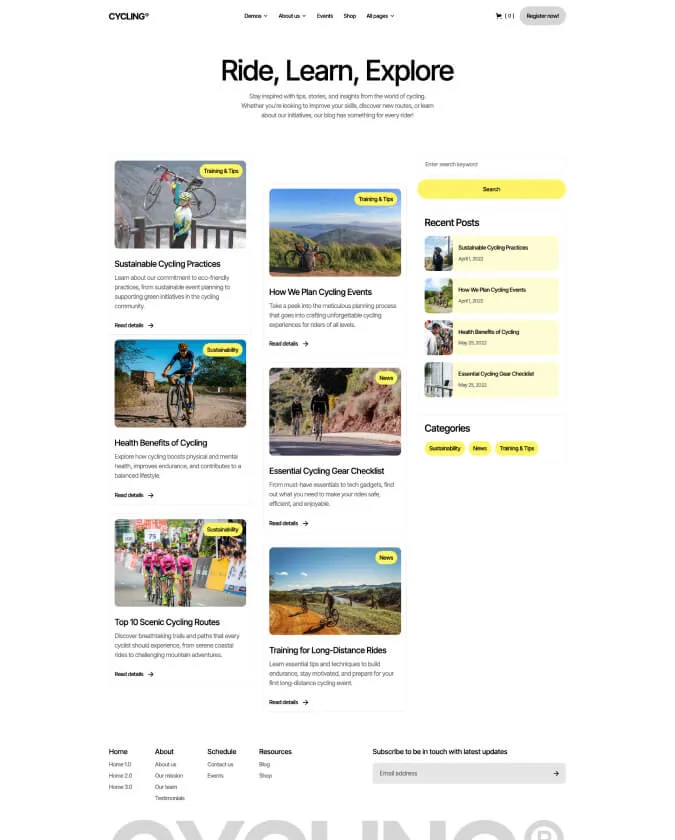 CYCLING®
Demos
About us
Events
Shop
All pages
( 0 )
Register now!
Ride, Learn, Explore
Stay inspired with tips, stories, and insights from the world of cycling.
Whether you're looking to improve your skills, discover new routes, or learn
about our initiatives, our blog has something for every rider!
Training & Tips
Sustainable Cycling Practices
Learn about our commitment to eco-friendly
practices, from sustainable event planning to
supporting green initiatives in the cycling
community.
Read details
Sustainability
Health Benefits of Cycling
Explore how cycling boosts physical and mental
health, improves endurance, and contributes to a
balanced lifestyle.
Read details
75
Sustainability
Top 10 Scenic Cycling Routes
Discover breathtaking trails and paths that every
cyclist should experience, from serene coastal
rides to challenging mountain adventures.
Read details
Training & Tips
How We Plan Cycling Events
Take a peek into the meticulous planning process
that goes into crafting unforgettable cycling
experiences for riders of all levels.
Read details
News
Essential Cycling Gear Checklist
From must-have essentials to tech gadgets, find
out what you need to make your rides safe,
efficient, and enjoyable.
Read details
News
Training for Long-Distance Rides
Learn essential tips and techniques to build
endurance, stay motivated, and prepare for your
first long-distance cycling event.
Read details
Enter search keyword
Search
Recent Posts
Sustainable Cycling Practices
April 1, 2022
How We Plan Cycling Events
April 1, 2022
Health Benefits of Cycling
May 25, 2022
Essential Cycling Gear Checklist
May 25, 2022
Categories
Sustainability
News
Training & Tips
Home
Home 1.0
Home 2.0
Home 3.0
About
About us
Our mission
Our team
Testimonials
Schedule
Contact us
Events
Resources
Blog
Shop
Subscribe to be in touch with latest updates
Email address
CYCLING®